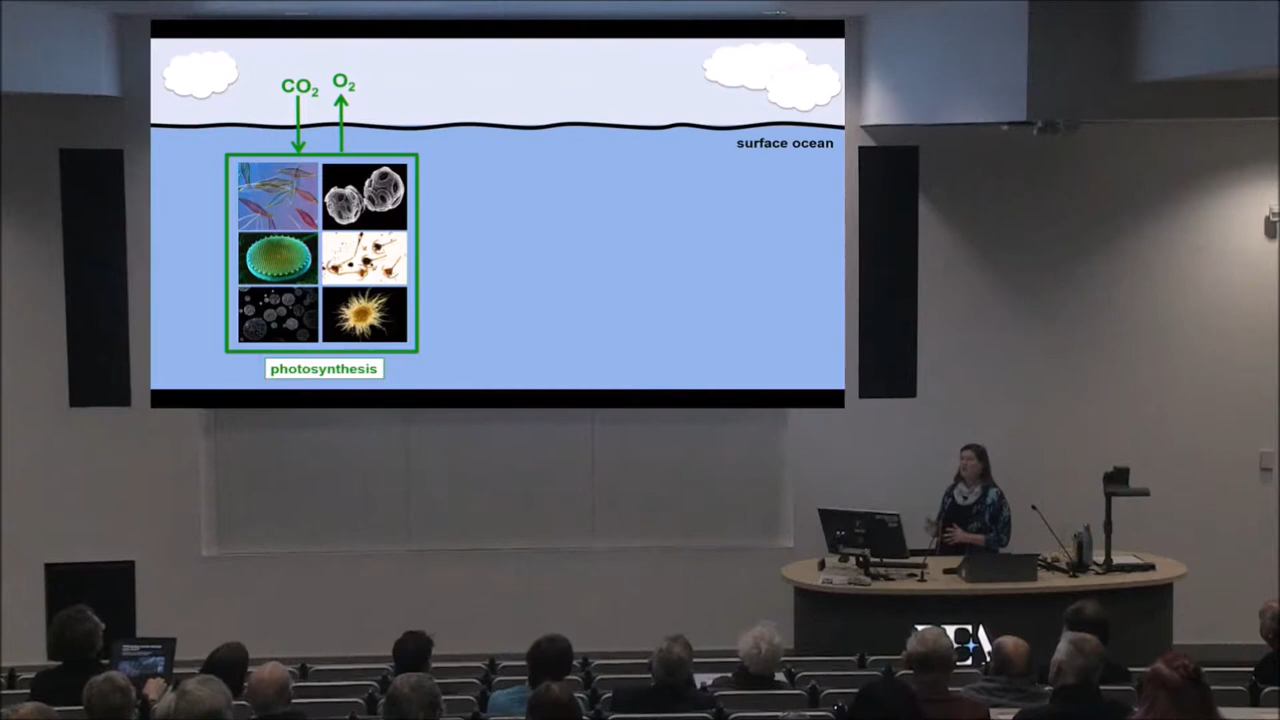 CO₂ O₂
surface ocean
photosynthesis